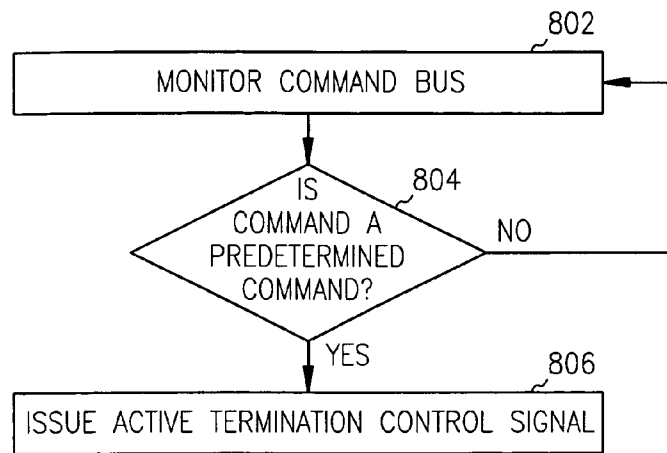 802
MONITOR COMMAND BUS
804
IS
COMMAND A
PREDETERMINED
COMMAND?
NO
YES
806
ISSUE ACTIVE TERMINATION CONTROL SIGNAL